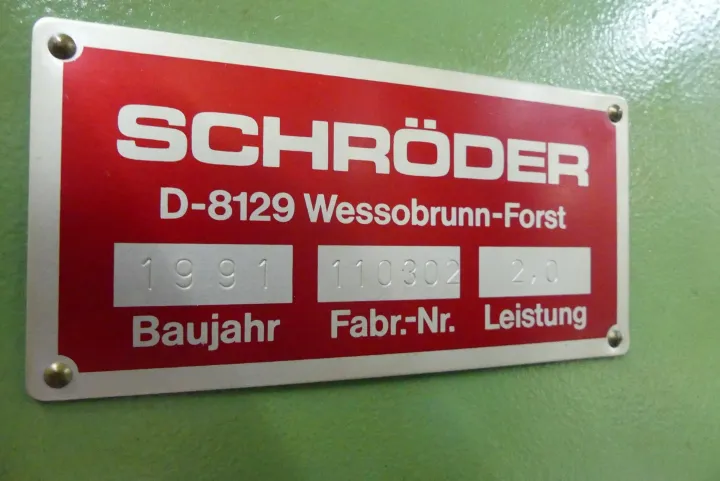 SCHRÖDER
D-8129 Wessobrunn-Forst
1991 110302 2,0
Baujahr Fabr.-Nr. Leistung